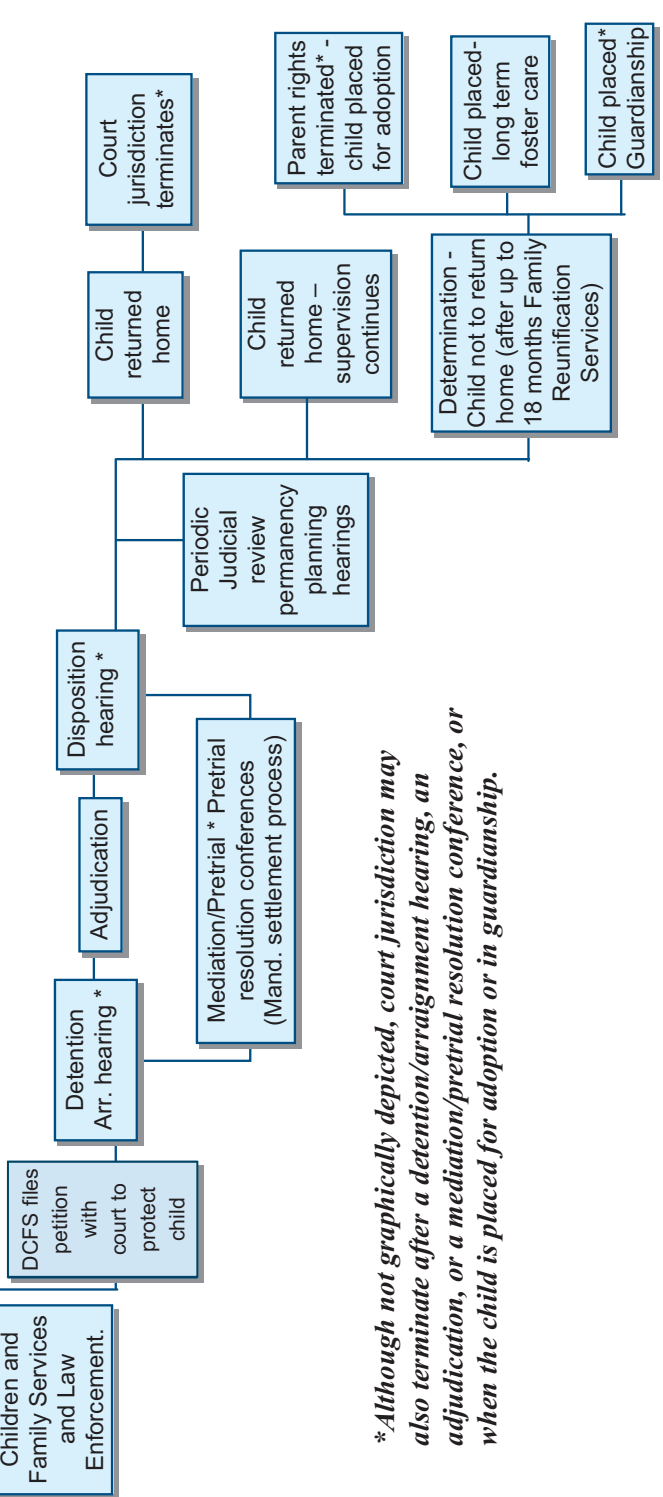 Children and
Family Services
and Law
Enforcement.
DCFS files
petition
with
court to
protect
child
Detention
Arr. hearing *
Adjudication
Mediation/Pretrial * Pretrial
resolution conferences
(Mand. settlement process)
Disposition
hearing *
Periodic
Judicial
review
permanency
planning
hearings
Child
returned
home
Court
jurisdiction
terminates*
Child
returned
home –
supervision
continues
Determination -
Child not to return
home (after up to
18 months Family
Reunification
Services)
Parent rights
terminated* -
child placed
for adoption
Child placed-
long term
foster care
Child placed*
Guardianship
*Although not graphically depicted, court jurisdiction may
also terminate after a detention/arraignment hearing, an
adjudication, or a mediation/pretrial resolution conference, or
when the child is placed for adoption or in guardianship.